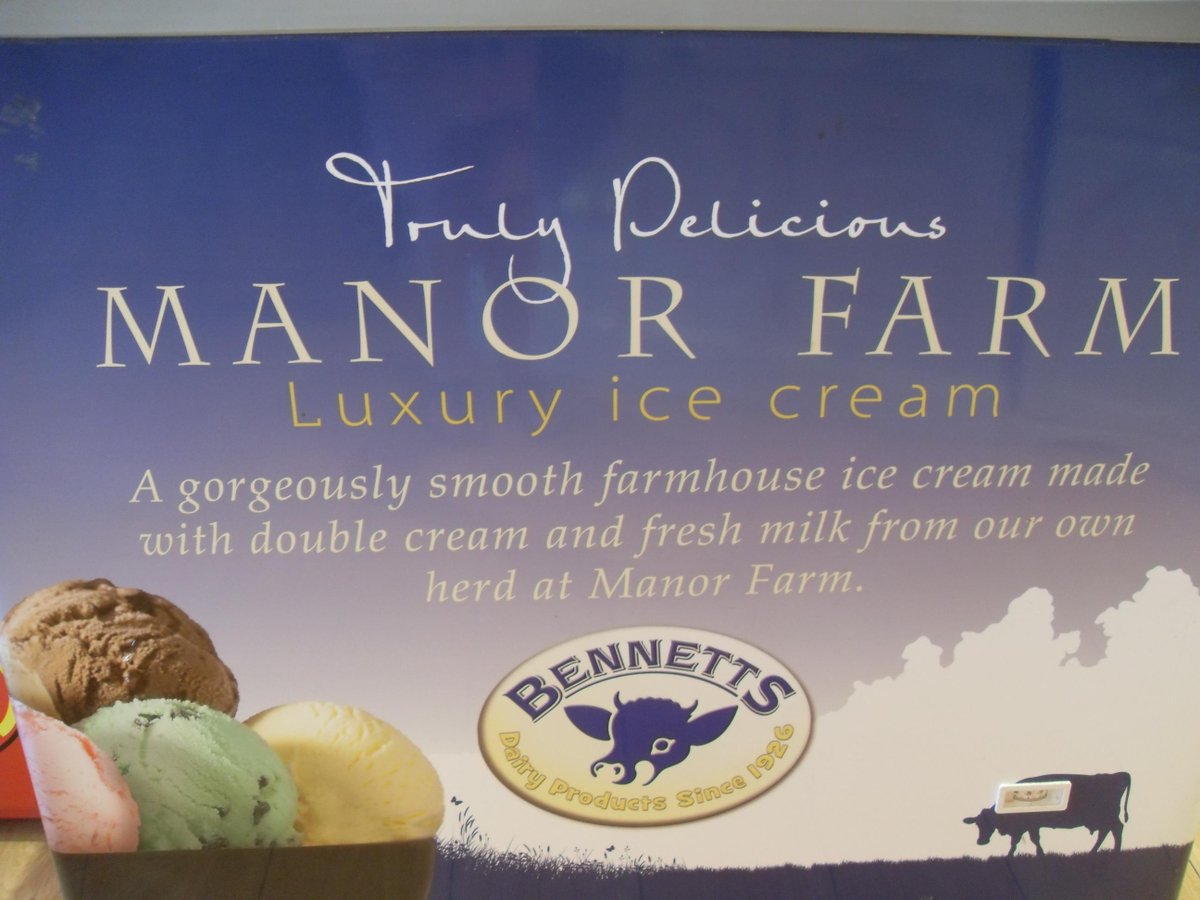 Truly Delicious
MANOR FARM
Luxury ice cream
A gorgeously smooth farmhouse ice cream made
with double cream and fresh milk from our own
herd at Manor Farm.
BENNETTS
Dairy Products Since 1926